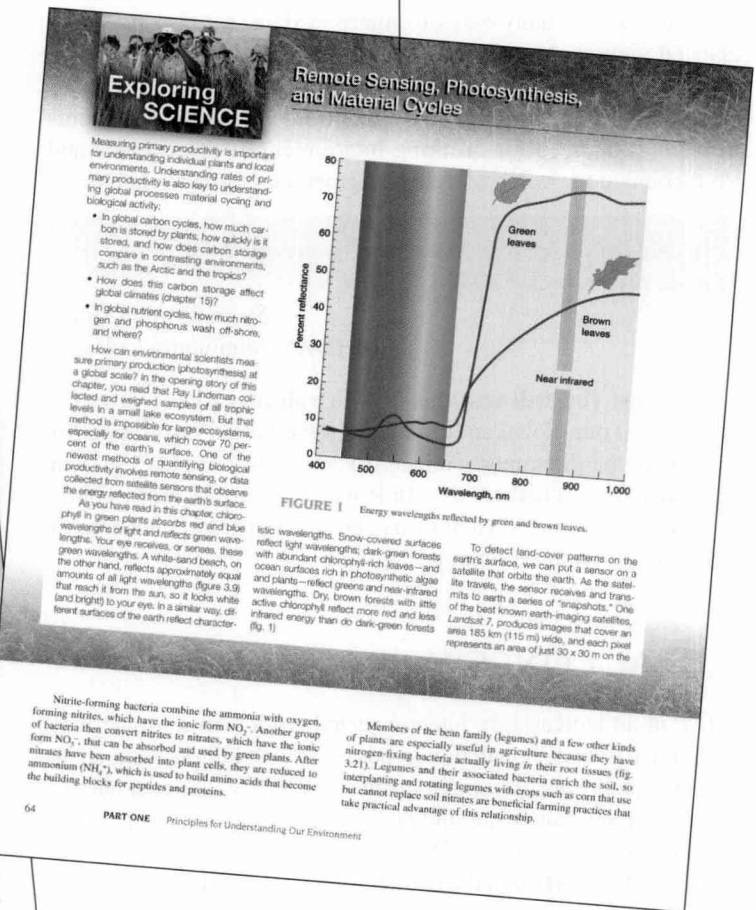 Exploring
SCIENCE
Remote Sensing, Photosynthesis,
and Material Cycles
Measuring primary productivity is important
for understanding individual plants and local
environments. Understanding rates of pri-
mary productivity is also key to understand-
ing global processes material cycling and
biological activity:
• In global carbon cycles, how much car-
bon is stored by plants, how quickly is it
stored, and how does carbon storage
compare in contrasting environments,
such as the Arctic and the tropics?
• How does this carbon storage affect
global climates (chapter 15)?
• In global nutrient cycles, how much nitro-
gen and phosphorus wash off-shore,
and where?
How can environmental scientists mea-
sure primary production (photosynthesis) at
a global scale? In the opening story of this
chapter, you read that Ray Lindeman col-
lected and weighed samples of all trophic
levels in a small lake ecosystem. But that
method is impossible for large ecosystems,
especially for oceans, which cover 70 per-
cent of the earth's surface. One of the
newest methods of quantifying biological
productivity involves remote sensing, or data
collected from satellite sensors that observe
the energy reflected from the earth's surface.
As you have read in this chapter, chloro-
phyll in green plants absorbs red and blue
wavelengths of light and reflects green wave-
lengths. Your eye receives, or senses, these
green wavelengths. A white-sand beach, on
the other hand, reflects approximately equal
amounts of all light wavelengths (figure 3.9)
that reach it from the sun, so it looks white
(and bright!) to your eye. In a similar way, dif-
ferent surfaces of the earth reflect character-
80
70
60
50
40
30
20
10
0
Percent reflectance
Green
leaves
Brown
leaves
Near infrared
400 500 600 700 800 900 1,000
Wavelength, nm
FIGURE 1 Energy wavelengths reflected by green and brown leaves.
istic wavelengths. Snow-covered surfaces
reflect light wavelengths; dark-green forests
with abundant chlorophyll-rich leaves—and
ocean surfaces rich in photosynthetic algae
and plants—reflect greens and near-infrared
wavelengths. Dry, brown forests with little
active chlorophyll reflect more red and less
infrared energy than do dark-green forests
(fig. 1)
To detect land-cover patterns on the
earth's surface, we can put a sensor on a
satellite that orbits the earth. As the satel-
lite travels, the sensor receives and trans-
mits to earth a series of "snapshots." One
of the best known earth-imaging satellites,
Landsat 7, produces images that cover an
area 185 km (115 mi) wide, and each pixel
represents an area of just 30 x 30 m on the
Nitrite-forming bacteria combine the ammonia with oxygen,
forming nitrites, which have the ionic form NO₂⁻. Another group
of bacteria then convert nitrites to nitrates, which have the ionic
form NO₃⁻, that can be absorbed and used by green plants. After
nitrates have been absorbed into plant cells, they are reduced to
ammonium (NH₄⁺), which is used to build amino acids that become
the building blocks for peptides and proteins.
Members of the bean family (legumes) and a few other kinds
of plants are especially useful in agriculture because they have
nitrogen-fixing bacteria actually living in their root tissues (fig.
3.21). Legumes and their associated bacteria enrich the soil, so
interplanting and rotating legumes with crops such as corn that use
but cannot replace soil nitrates are beneficial farming practices that
take practical advantage of this relationship.
64 PART ONE Principles for Understanding Our Environment